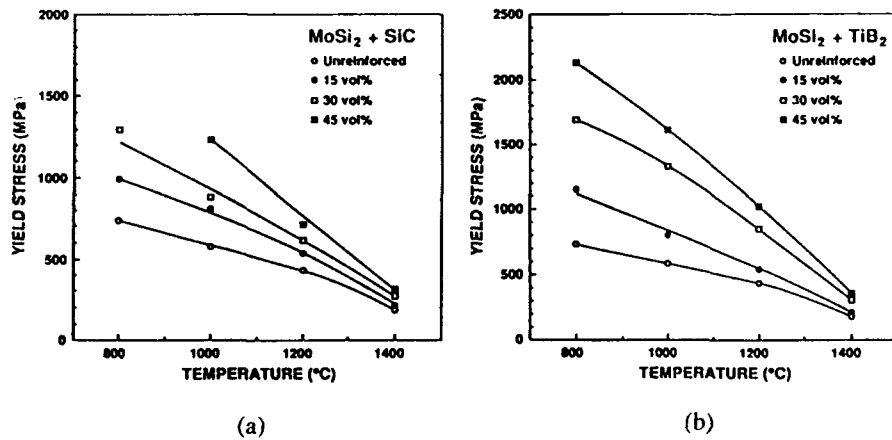 2000
1500
1000
500
0
800
1000
1200
1400
YIELD STRESS (MPa)
TEMPERATURE (°C)
MoSi2 + SiC
Unreinforced
15 vol%
30 vol%
45 vol%
(a)
2500
2000
1500
1000
500
0
800
1000
1200
1400
YIELD STRESS (MPa)
TEMPERATURE (°C)
MoSi2 + TiB2
Unreinforced
15 vol%
30 vol%
45 vol%
(b)